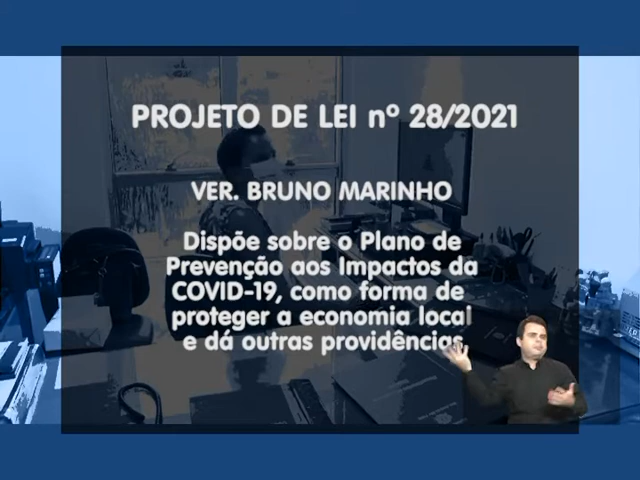 PROJETO DE LEI nº 28/2021
VER. BRUNO MARINHO
Dispõe sobre o Plano de
Prevenção aos Impactos da
COVID-19, como forma de
proteger a economia local
e dá outras providências.